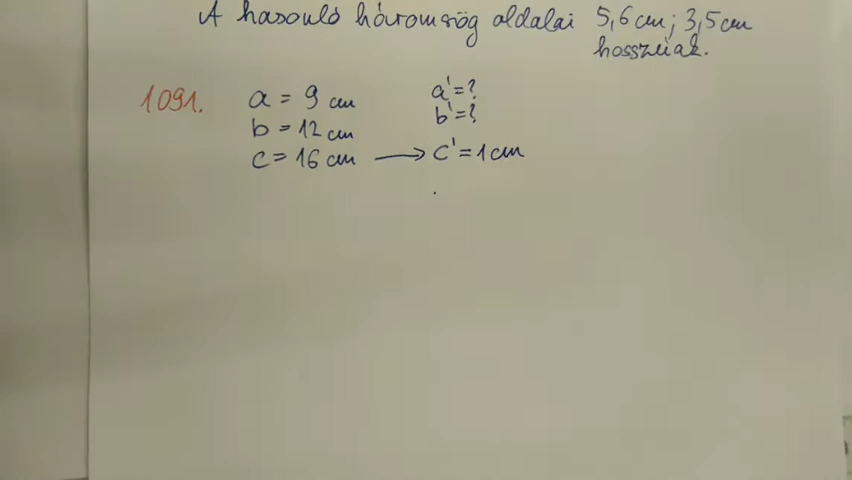 A hasonló háromszög oldalai 5,6 cm; 3,5 cm
hosszúak.
1091. a = 9 cm a' = ?
b = 12 cm b' = ?
c = 16 cm → c' = 1 cm